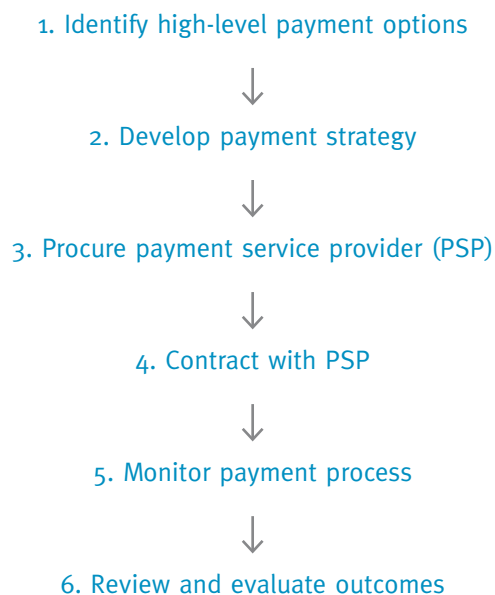 1. Identify high-level payment options
2. Develop payment strategy
3. Procure payment service provider (PSP)
4. Contract with PSP
5. Monitor payment process
6. Review and evaluate outcomes